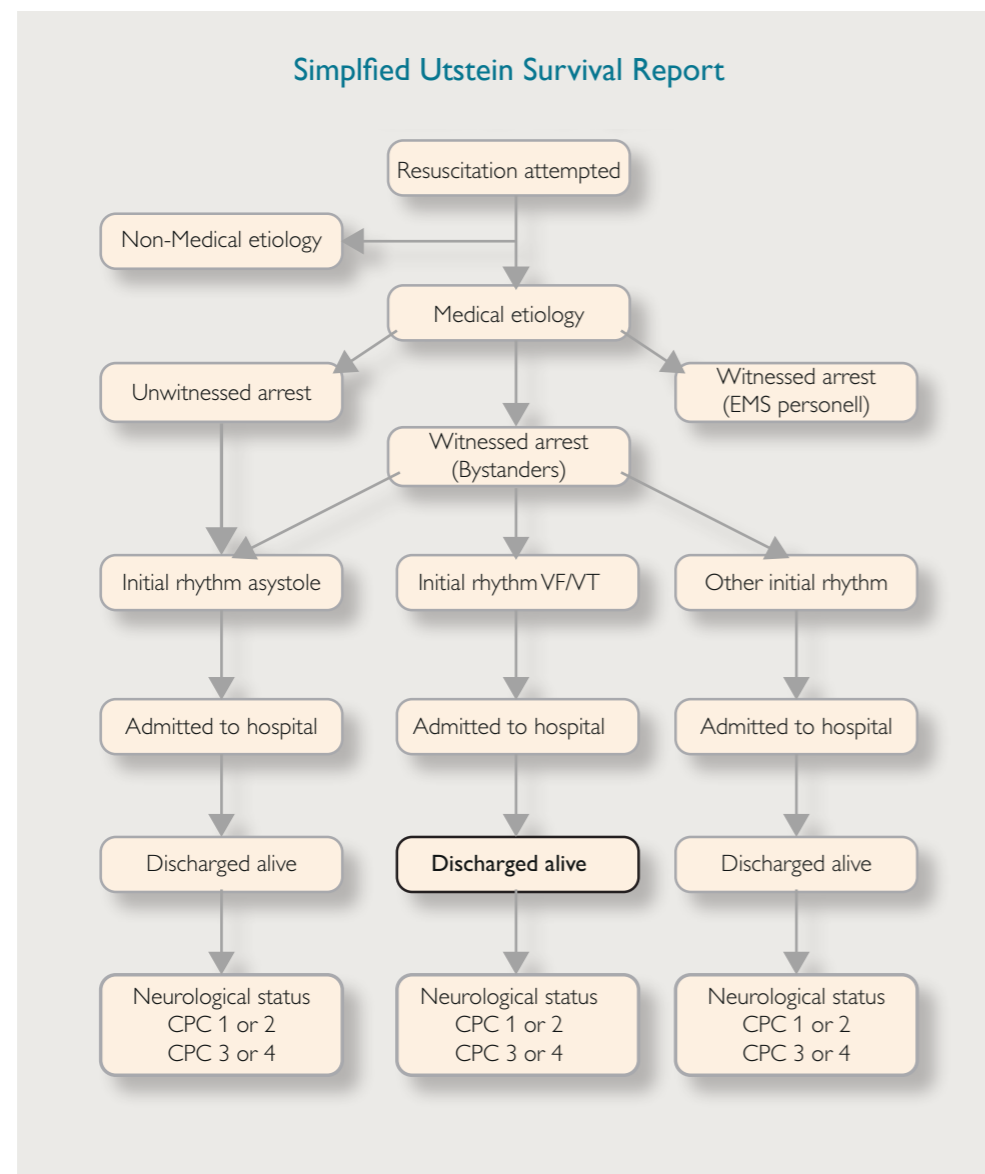 Simplfied Utstein Survival Report
Resuscitation attempted
Non-Medical etiology
Medical etiology
Unwitnessed arrest
Witnessed arrest
(EMS personell)
Witnessed arrest
(Bystanders)
Initial rhythm asystole
Initial rhythm VF/VT
Other initial rhythm
Admitted to hospital
Admitted to hospital
Admitted to hospital
Discharged alive
Discharged alive
Discharged alive
Neurological status
CPC 1 or 2
CPC 3 or 4
Neurological status
CPC 1 or 2
CPC 3 or 4
Neurological status
CPC 1 or 2
CPC 3 or 4